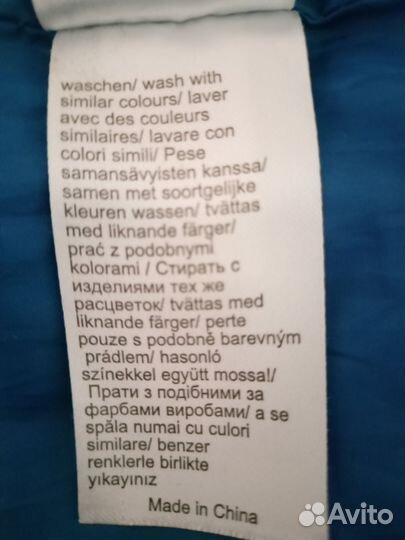 waschen/ wash with
similar colours/ laver
avec des couleurs
similaires/ lavare con
colori simili/ Pese
samansävyisten kanssa/
samen met soortgelijke
kleuren wassen/ tvättas
med liknande färger/
prać z podobnymi
kolorami / Стирать с
изделиями тех же
расцветок/ tvättas med
liknande färger/ perte
pouze s podobně barevným
prádlem/ hasonló
színekkel együtt mossa!/
Прати з подібними за
фарбами виробами/ a se
spăla numai cu culori
similare/ benzer
renklerle birlikte
yıkayınız
Made in China
Avito